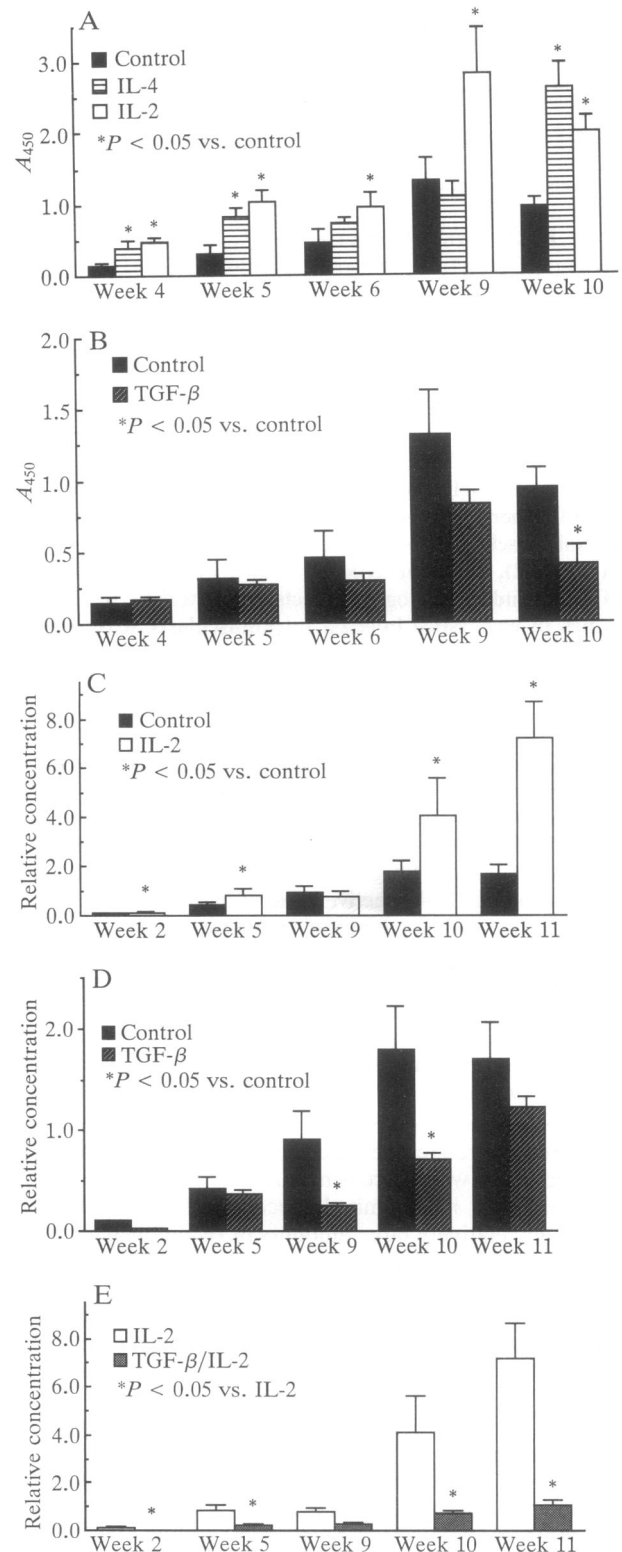 A
Control
IL-4
IL-2
*P < 0.05 vs. control
A450
3.0
2.0
1.0
0.0
* * * * * * * *
Week 4 Week 5 Week 6 Week 9 Week 10
B
Control
TGF-β
*P < 0.05 vs. control
A450
2.0
1.5
1.0
0.5
0.0
*
Week 4 Week 5 Week 6 Week 9 Week 10
C
Control
IL-2
*P < 0.05 vs. control
Relative concentration
8.0
6.0
4.0
2.0
0.0
* * * *
Week 2 Week 5 Week 9 Week 10 Week 11
D
Control
TGF-β
*P < 0.05 vs. control
Relative concentration
2.0
1.0
0.0
* *
Week 2 Week 5 Week 9 Week 10 Week 11
E
IL-2
TGF-β/IL-2
*P < 0.05 vs. IL-2
Relative concentration
8.0
6.0
4.0
2.0
0.0
* * * *
Week 2 Week 5 Week 9 Week 10 Week 11